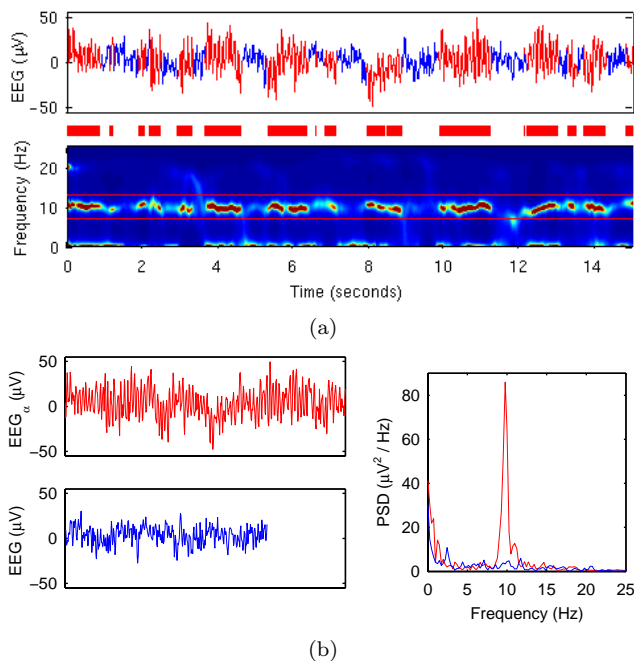 EEG (μV)
50
0
−50
Frequency (Hz)
20
10
0
0 2 4 6 8 10 12 14
Time (seconds)
(a)
EEGα (μV)
50
0
−50
EEG (μV)
50
0
−50
PSD (μV² / Hz)
80
60
40
20
0
0 5 10 15 20 25
Frequency (Hz)
(b)